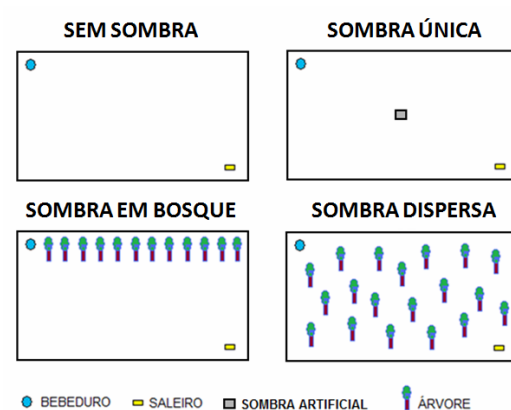 SEM SOMBRA
SOMBRA ÚNICA
SOMBRA EM BOSQUE
SOMBRA DISPERSA
BEBEDURO
SALEIRO
SOMBRA ARTIFICIAL
ÁRVORE